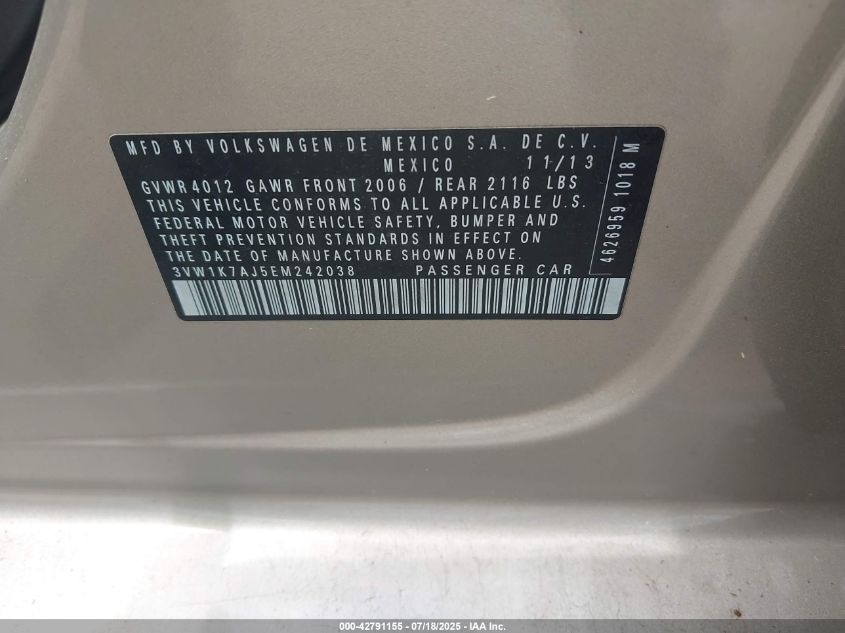 MFD BY VOLKSWAGEN DE MEXICO S.A. DE C.V.
MEXICO 11/13
GVWR 4012 GAWR FRONT 2006 / REAR 2116 LBS
THIS VEHICLE CONFORMS TO ALL APPLICABLE U.S.
FEDERAL MOTOR VEHICLE SAFETY, BUMPER AND
THEFT PREVENTION STANDARDS IN EFFECT ON
THE DATE OF MANUFACTURE SHOWN ABOVE.
3VW1K7AJ5EM242038 PASSENGER CAR
4626959 1018 M
000-42791155 - 07/18/2025 - IAA Inc.